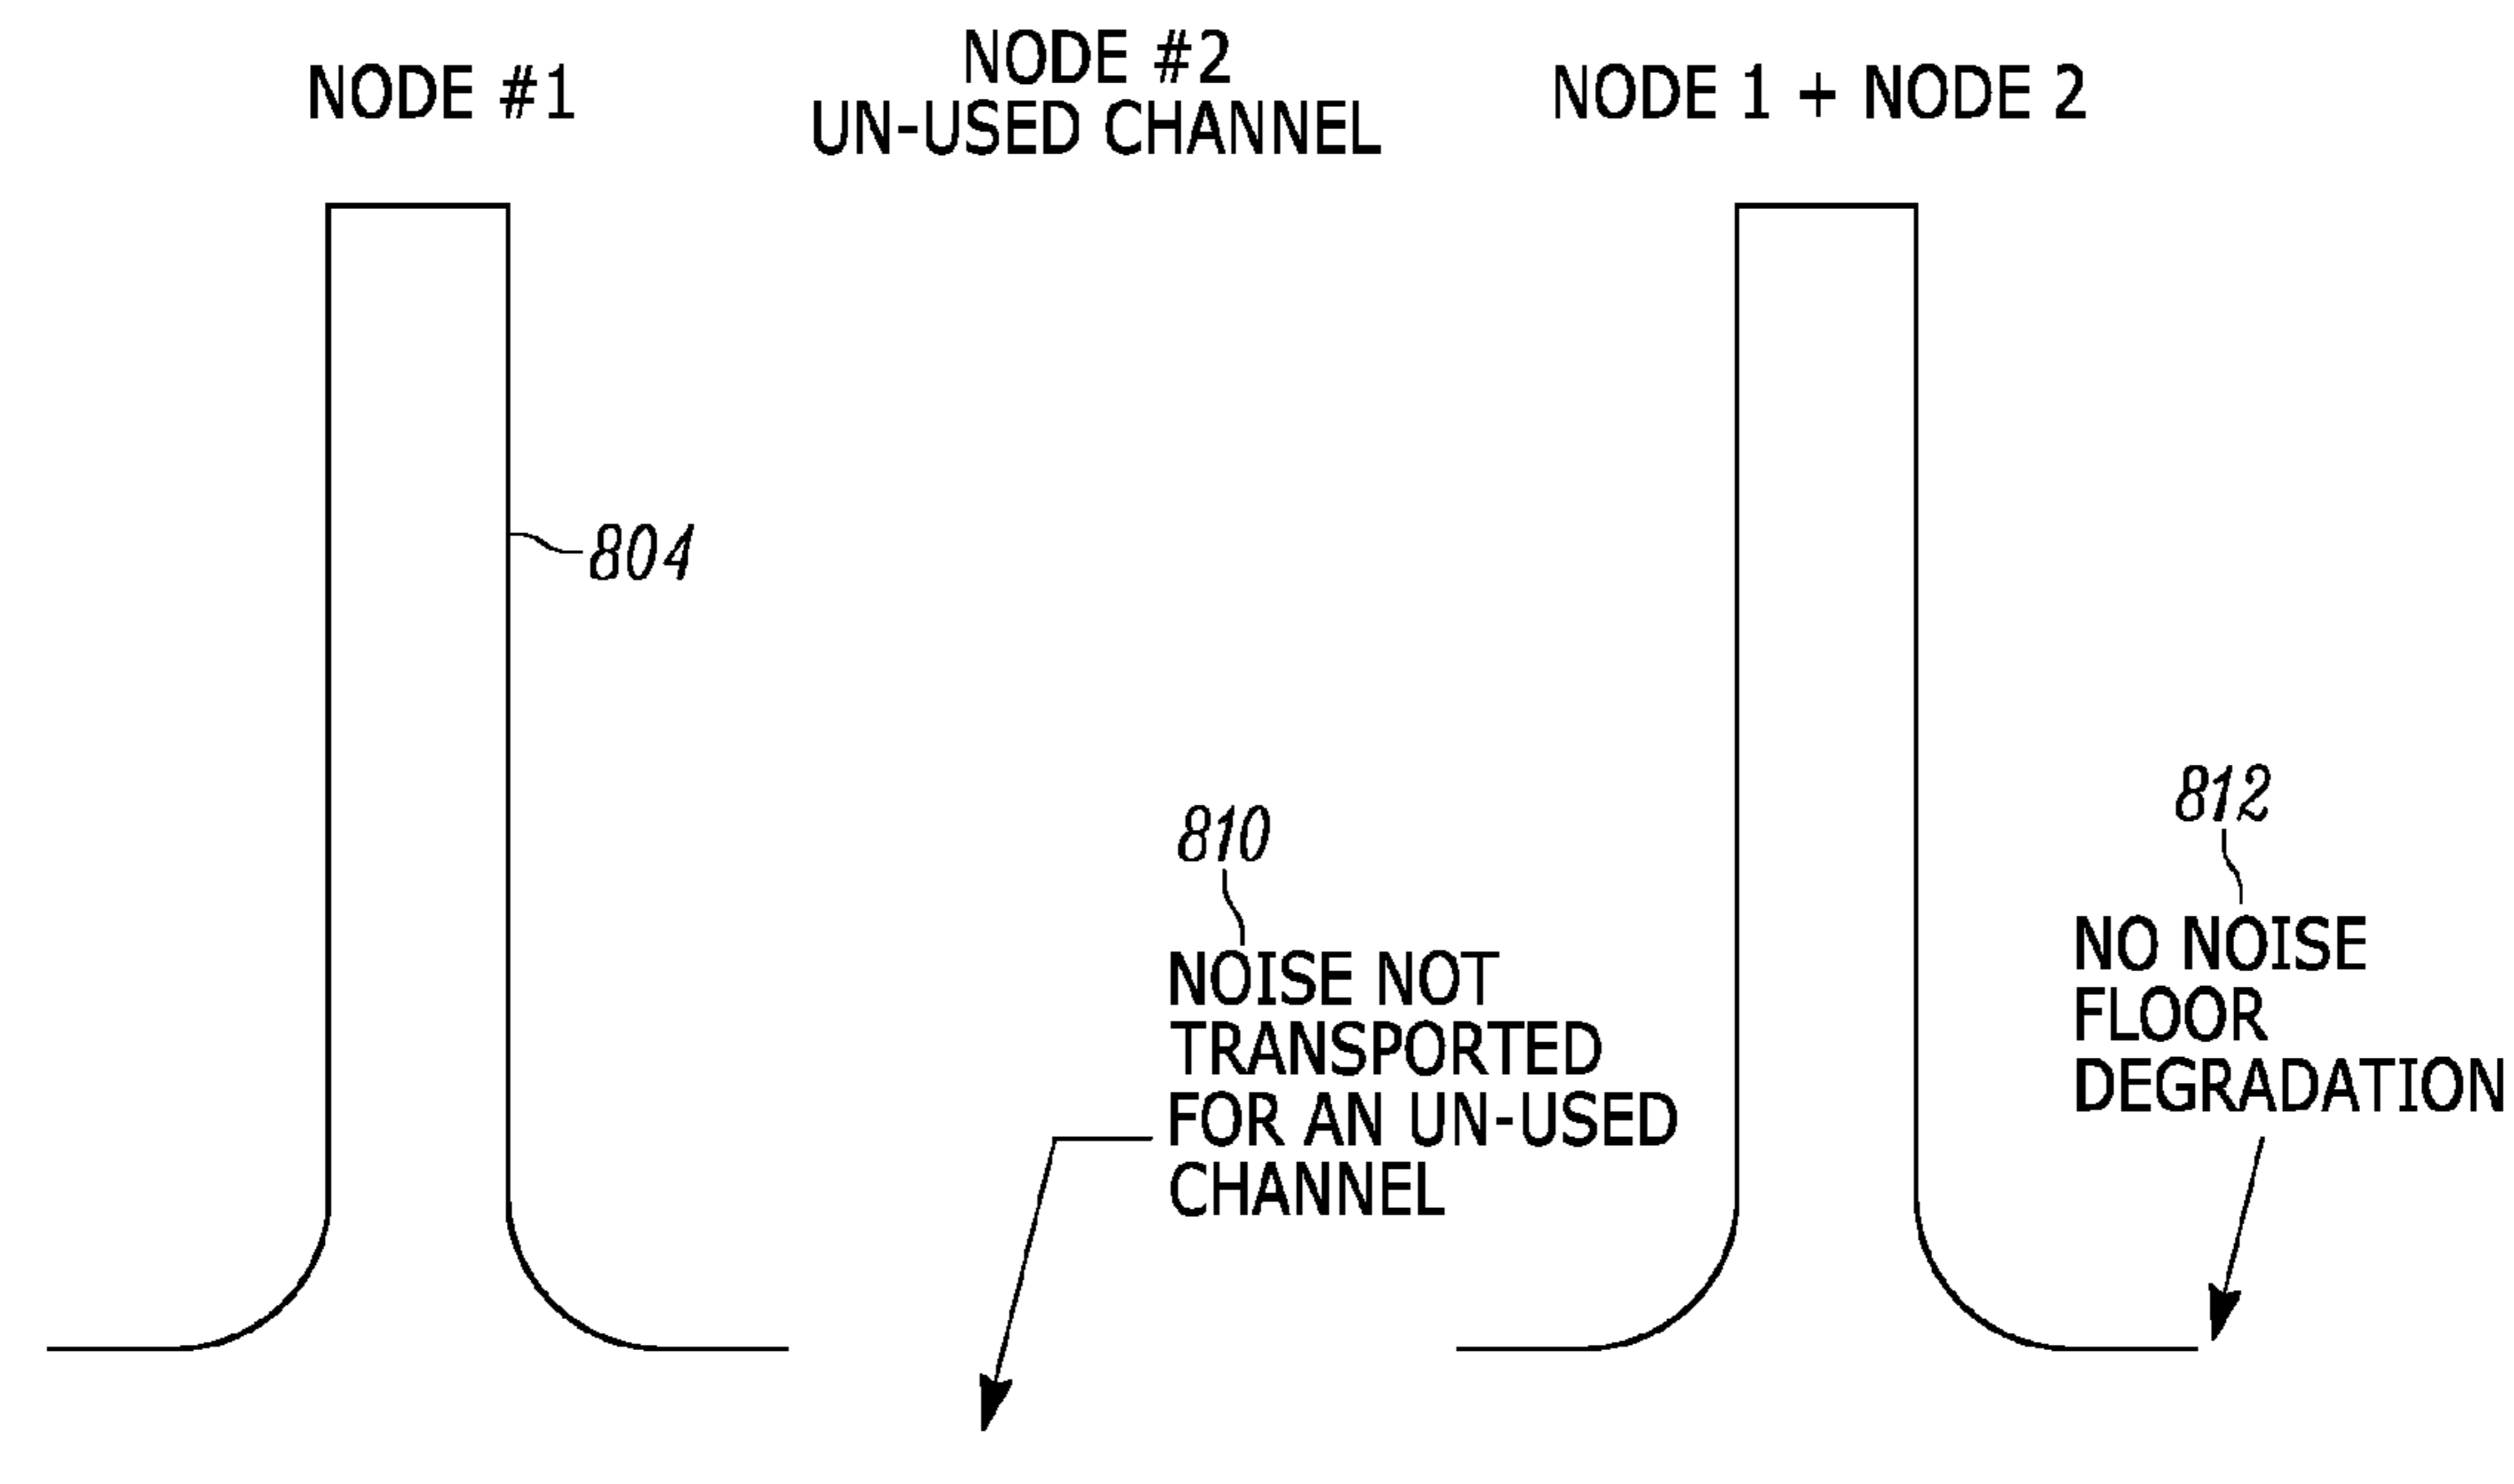 NODE #1
NODE #2
UN-USED CHANNEL
NODE 1 + NODE 2
804
810
NOISE NOT
TRANSPORTED
FOR AN UN-USED
CHANNEL
812
NO NOISE
FLOOR
DEGRADATION